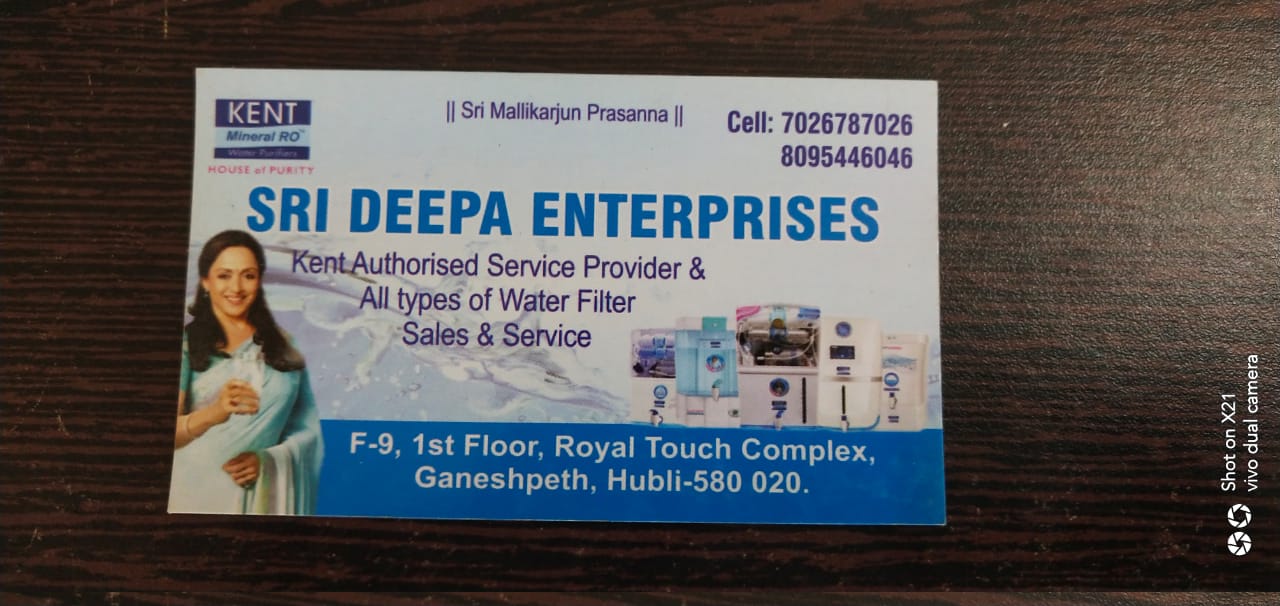 KENT
Mineral RO™
Water Purifiers
HOUSE of PURITY
|| Sri Mallikarjun Prasanna ||
Cell: 7026787026
8095446046
SRI DEEPA ENTERPRISES
Kent Authorised Service Provider &
All types of Water Filter
Sales & Service
F-9, 1st Floor, Royal Touch Complex,
Ganeshpeth, Hubli-580 020.
Shot on X21
vivo dual camera